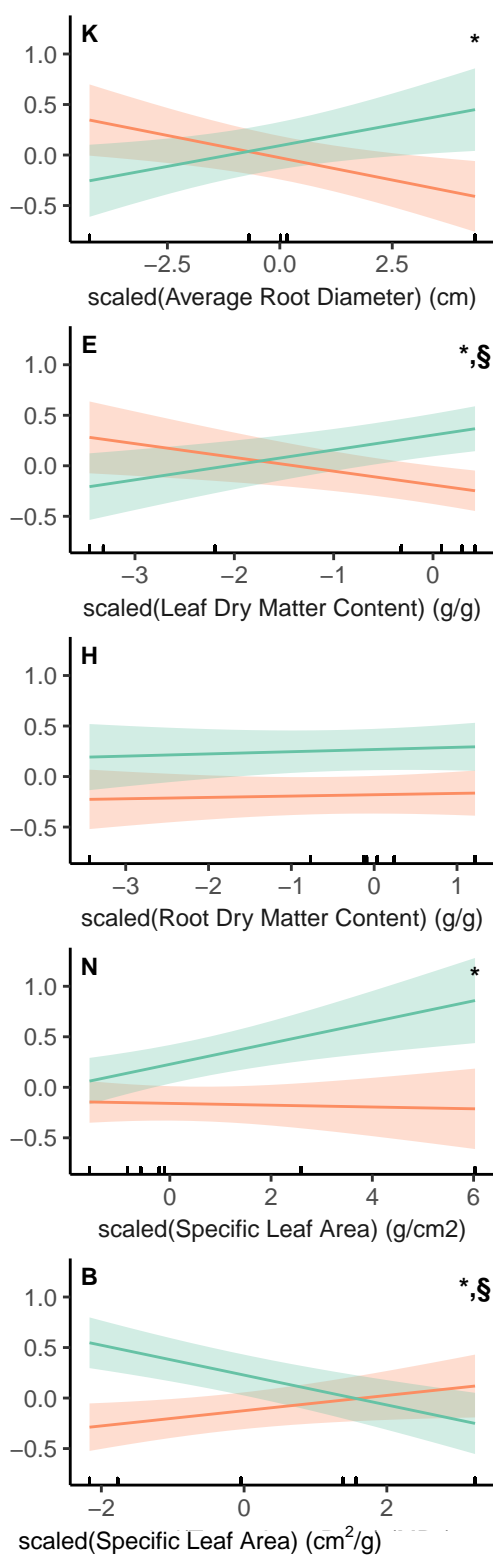 K
*
1.0
0.5
0.0
−0.5
−2.5 0.0 2.5
scaled(Average Root Diameter) (cm)
E
*,§
1.0
0.5
0.0
−0.5
−3 −2 −1 0
scaled(Leaf Dry Matter Content) (g/g)
H
1.0
0.5
0.0
−0.5
−3 −2 −1 0 1
scaled(Root Dry Matter Content) (g/g)
N
*
1.0
0.5
0.0
−0.5
0 2 4 6
scaled(Specific Leaf Area) (g/cm2)
B
*,§
1.0
0.5
0.0
−0.5
−2 0 2
scaled(Specific Leaf Area) (cm²/g)